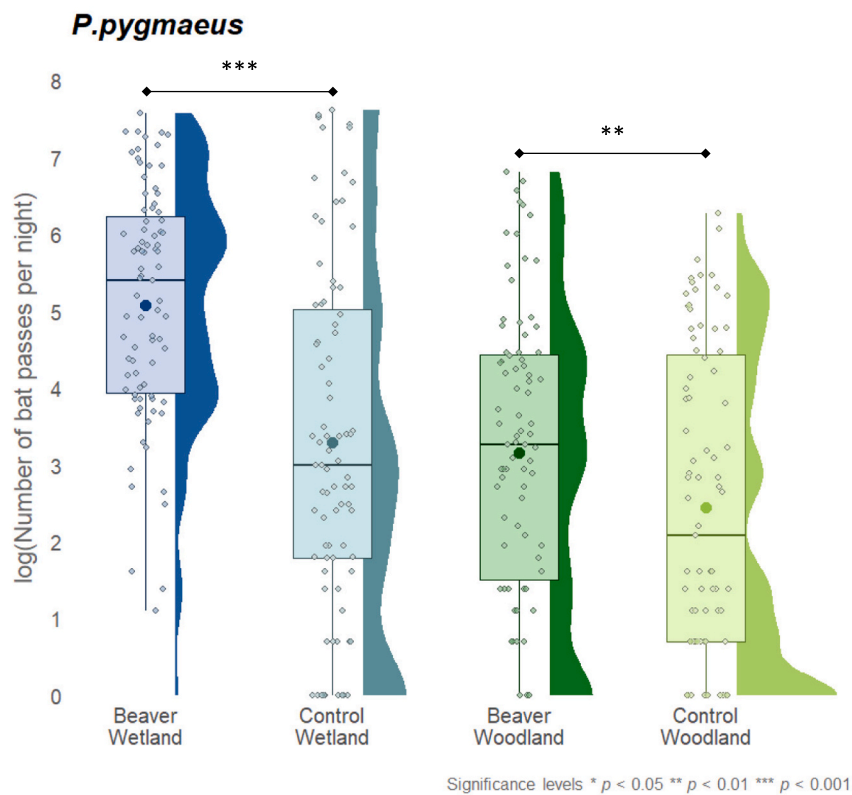 P.pygmaeus
***
**
log(Number of bat passes per night)
8
7
6
5
4
3
2
1
0
Beaver
Wetland
Control
Wetland
Beaver
Woodland
Control
Woodland
Significance levels * p < 0.05 ** p < 0.01 *** p < 0.001